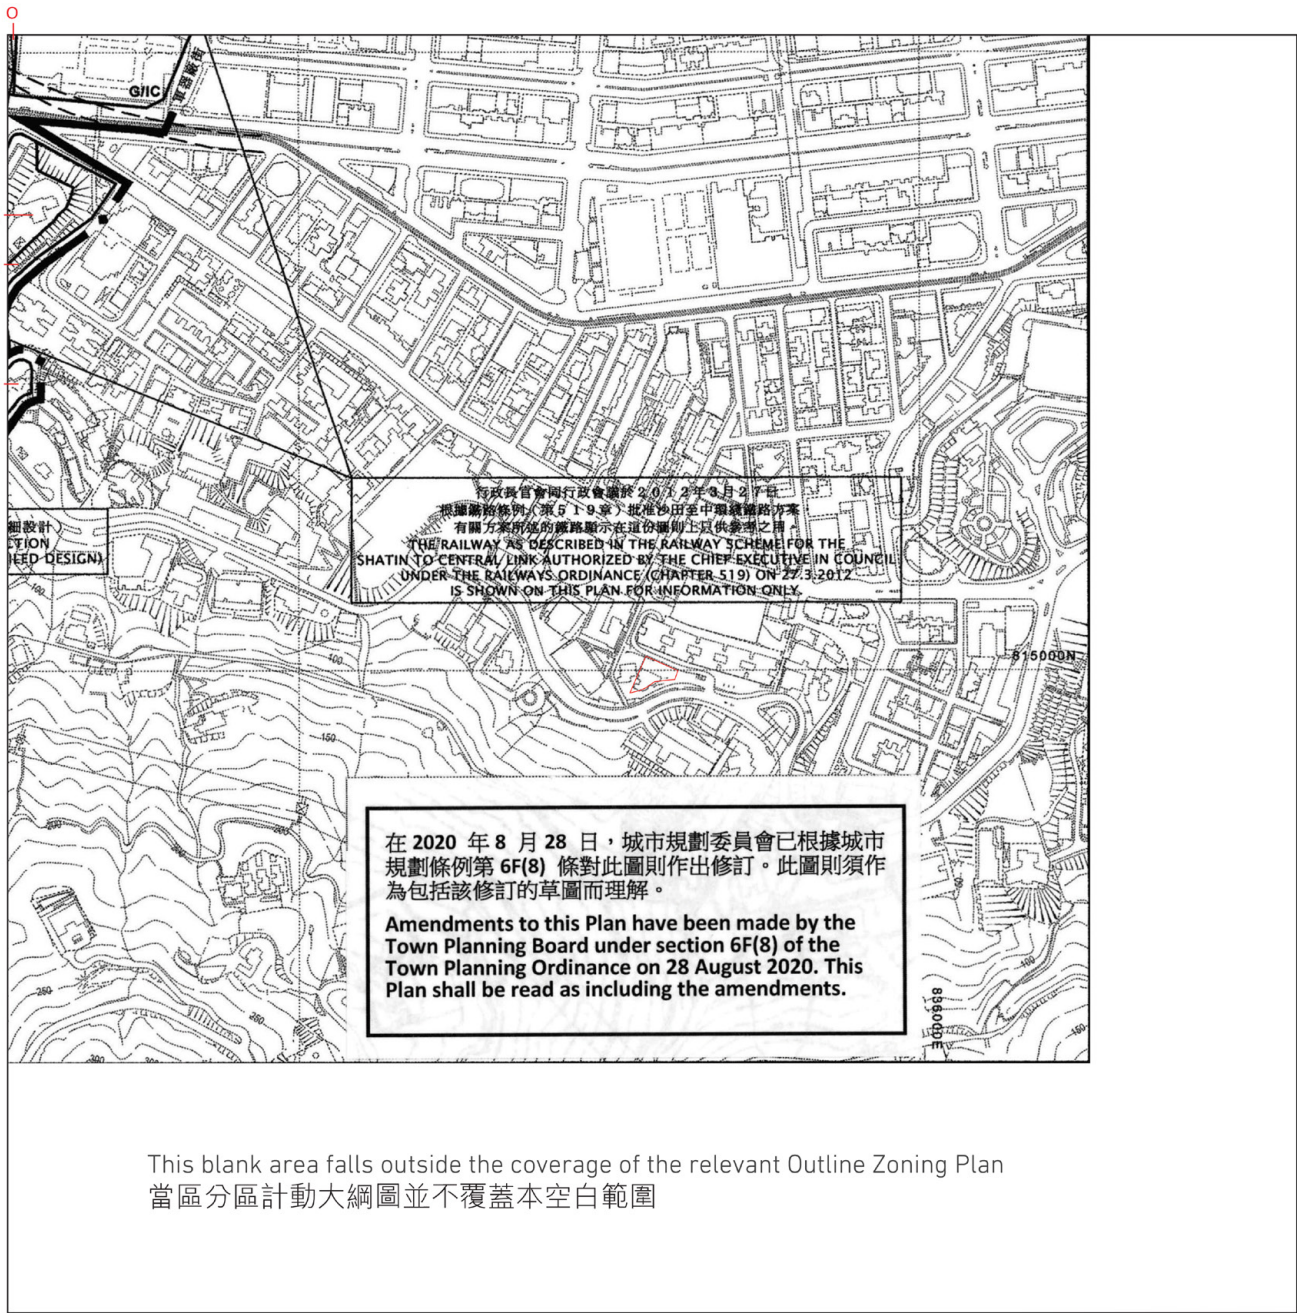 O
G/IC
行政長官會同行政會議於2012年3月27日
根據鐵路條例(第519章)批准沙田至中環綫鐵路方案,
有關方案所述的鐵路顯示在這份圖則上只供參考之用。
THE RAILWAY AS DESCRIBED IN THE RAILWAY SCHEME FOR THE
SHATIN TO CENTRAL LINK AUTHORIZED BY THE CHIEF EXECUTIVE IN COUNCIL
UNDER THE RAILWAYS ORDINANCE (CHAPTER 519) ON 27.3.2012
IS SHOWN ON THIS PLAN FOR INFORMATION ONLY.
細設計)
CTION
ILED DESIGN)
100
100
815000N
150
200
200
在 2020 年 8 月 28 日,城市規劃委員會已根據城市
規劃條例第 6F(8) 條對此圖則作出修訂。此圖則須作
為包括該修訂的草圖而理解。
Amendments to this Plan have been made by the
Town Planning Board under section 6F(8) of the
Town Planning Ordinance on 28 August 2020. This
Plan shall be read as including the amendments.
250
250
100
150
836000E
300
This blank area falls outside the coverage of the relevant Outline Zoning Plan
當區分區計動大綱圖並不覆蓋本空白範圍